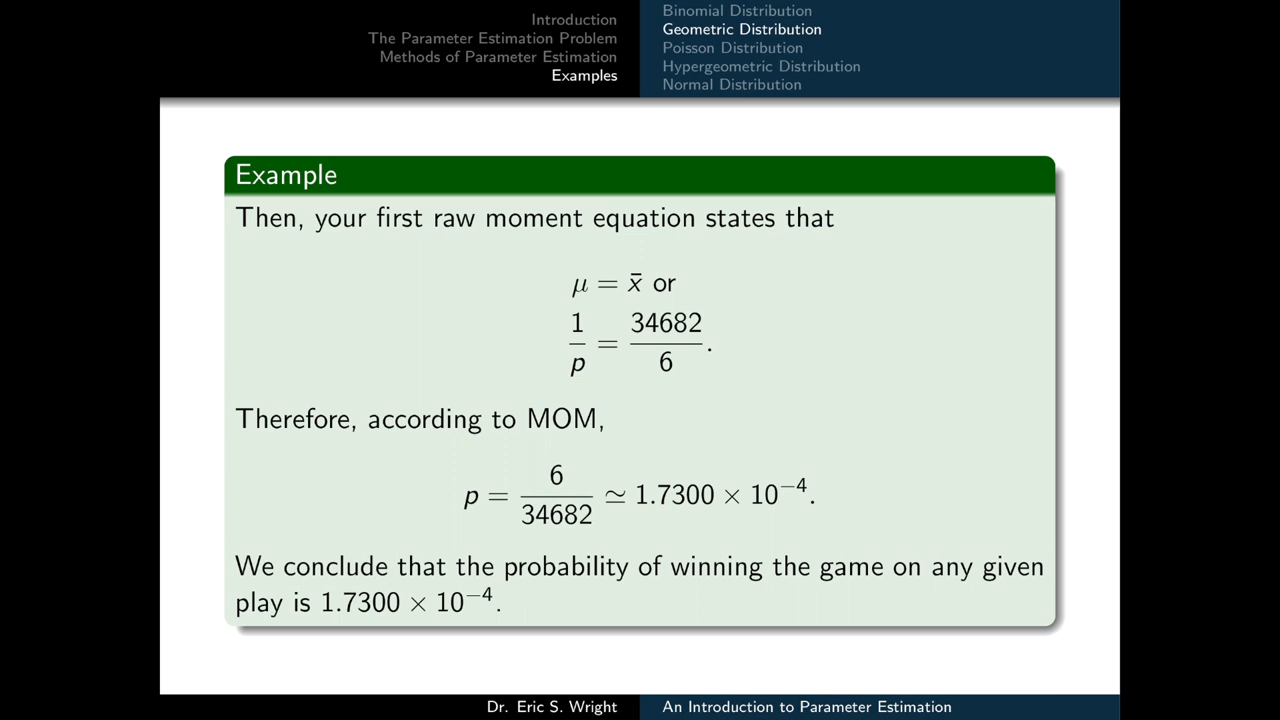 Introduction
The Parameter Estimation Problem
Methods of Parameter Estimation
Examples
Binomial Distribution
Geometric Distribution
Poisson Distribution
Hypergeometric Distribution
Normal Distribution
Example
Then, your first raw moment equation states that
μ = x̄ or
1/p = 34682/6.
Therefore, according to MOM,
p = 6/34682 ≃ 1.7300 × 10⁻⁴.
We conclude that the probability of winning the game on any given
play is 1.7300 × 10⁻⁴.
Dr. Eric S. Wright
An Introduction to Parameter Estimation